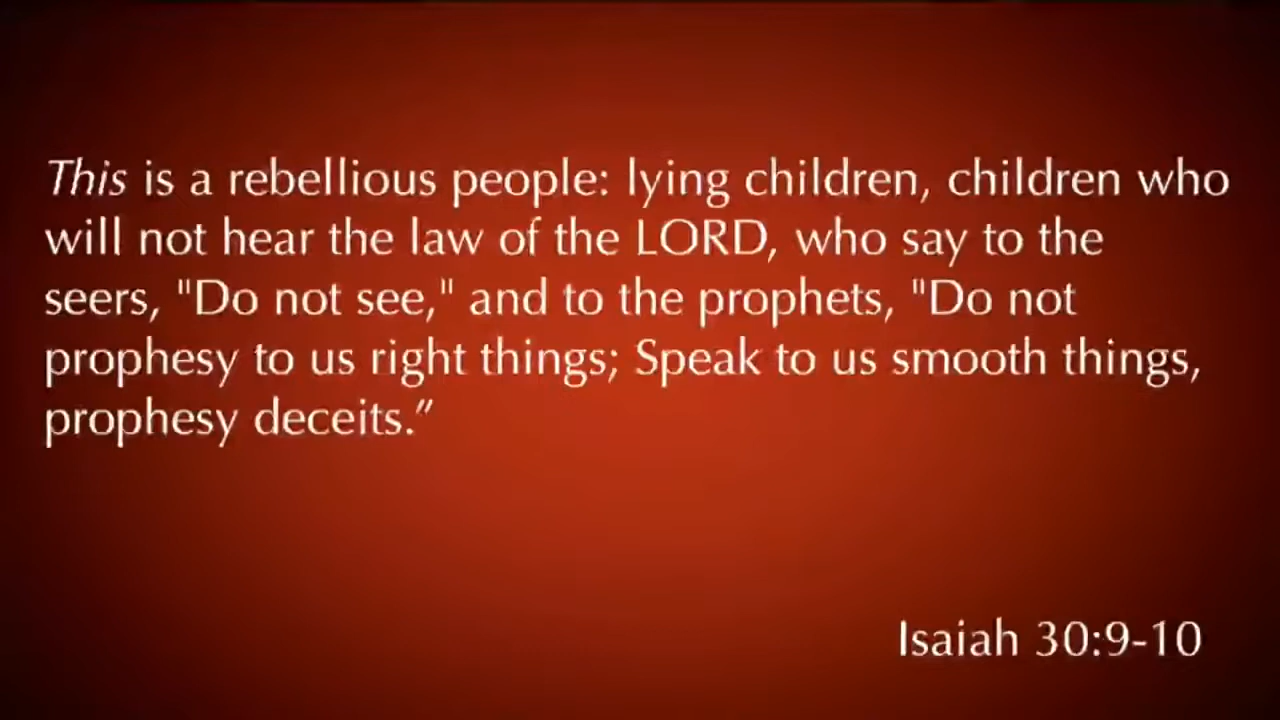 This is a rebellious people: lying children, children who
will not hear the law of the LORD, who say to the
seers, "Do not see," and to the prophets, "Do not
prophesy to us right things; Speak to us smooth things,
prophesy deceits.”
Isaiah 30:9-10